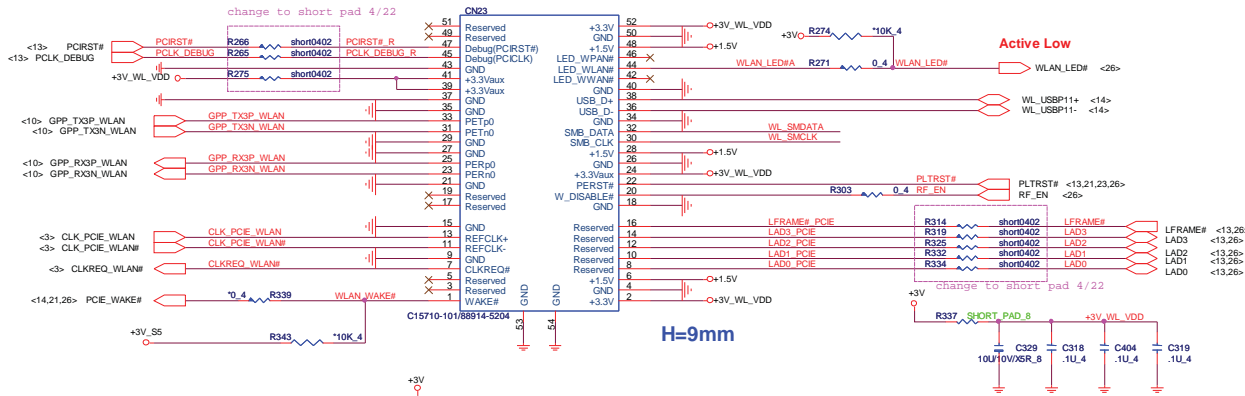 change to short pad 4/22
CN23
51 Reserved +3.3V 52 +3V_WL_VDD
49 Reserved GND 50
<13> PCIRST# PCIRST# R266 short0402 PCIRST#_R 47 Debug(PCIRST#) +1.5V 48 +1.5V
<13> PCLK_DEBUG PCLK_DEBUG R265 short0402 PCLK_DEBUG_R 45 Debug(PCICLK) LED_WPAN# 46
43 GND LED_WLAN# 44 WLAN_LED#A R271 0_4 WLAN_LED# WLAN_LED# <26>
+3V R274 *10K_4
Active Low
+3V_WL_VDD R275 short0402 41 +3.3Vaux LED_WWAN# 42
39 +3.3Vaux GND 40
37 GND USB_D+ 38 WL_USBP11+ <14>
35 GND USB_D- 36 WL_USBP11- <14>
<10> GPP_TX3P_WLAN GPP_TX3P_WLAN 33 PETp0 GND 34
<10> GPP_TX3N_WLAN GPP_TX3N_WLAN 31 PETn0 SMB_DATA 32 WL_SMDATA
29 GND SMB_CLK 30 WL_SMCLK
27 GND +1.5V 28 +1.5V
<10> GPP_RX3P_WLAN GPP_RX3P_WLAN 25 PERp0 GND 26
<10> GPP_RX3N_WLAN GPP_RX3N_WLAN 23 PERn0 +3.3Vaux 24 +3V_WL_VDD
21 GND PERST# 22 PLTRST# PLTRST# <13,21,23,26>
19 Reserved W_DISABLE# 20 R303 0_4 RF_EN RF_EN <26>
17 Reserved GND 18
15 GND Reserved 16 LFRAME#_PCIE R314 short0402 LFRAME# LFRAME# <13,26
<3> CLK_PCIE_WLAN CLK_PCIE_WLAN 13 REFCLK+ Reserved 14 LAD3_PCIE R319 short0402 LAD3 LAD3 <13,26>
<3> CLK_PCIE_WLAN# CLK_PCIE_WLAN# 11 REFCLK- Reserved 12 LAD2_PCIE R325 short0402 LAD2 LAD2 <13,26>
9 GND Reserved 10 LAD1_PCIE R332 short0402 LAD1 LAD1 <13,26>
<3> CLKREQ_WLAN# CLKREQ_WLAN# 7 CLKREQ# Reserved 8 LAD0_PCIE R334 short0402 LAD0 LAD0 <13,26>
5 Reserved +1.5V 6 +1.5V
change to short pad 4/22
3 Reserved GND 4
<14,21,26> PCIE_WAKE# *0_4 R339 WLAN_WAKE# 1 WAKE# +3.3V 2 +3V_WL_VDD
GND GND
53 54
C15710-101/88914-5204
+3V_S5 R343 *10K_4
H=9mm
+3V
R337 SHORT_PAD_8 +3V_WL_VDD
C329 C318 C404 C319
10U/10V/X5R_8 .1U_4 .1U_4 .1U_4
+3V